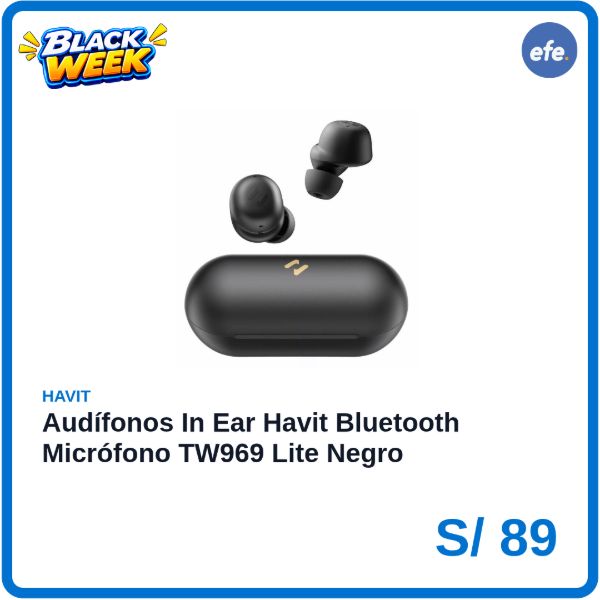 BLACK
WEEK
efe.
HAVIT
Audífonos In Ear Havit Bluetooth
Micrófono TW969 Lite Negro
S/ 89